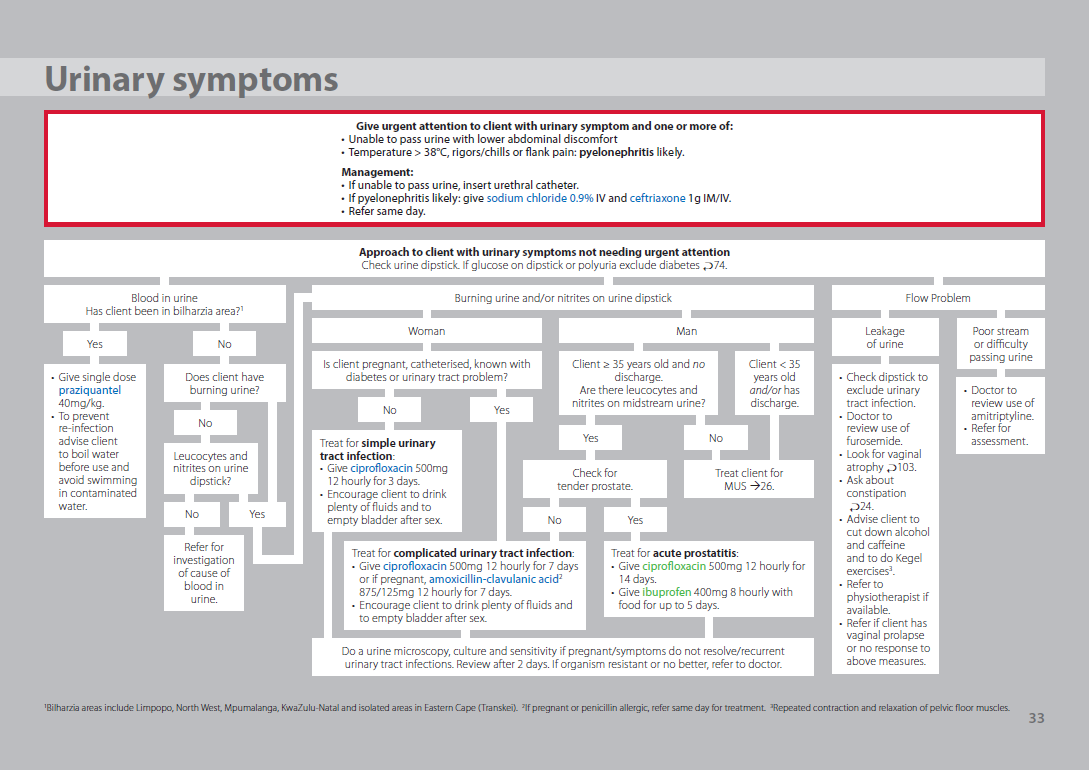 Urinary symptoms
Give urgent attention to client with urinary symptom and one or more of:
• Unable to pass urine with lower abdominal discomfort
• Temperature > 38°C, rigors/chills or flank pain: pyelonephritis likely.
Management:
• If unable to pass urine, insert urethral catheter.
• If pyelonephritis likely: give sodium chloride 0.9% IV and ceftriaxone 1g IM/IV.
• Refer same day.
Approach to client with urinary symptoms not needing urgent attention
Check urine dipstick. If glucose on dipstick or polyuria exclude diabetes ⮌74.
Blood in urine
Has client been in bilharzia area?¹
Yes
No
• Give single dose
praziquantel
40mg/kg.
• To prevent
re-infection
advise client
to boil water
before use and
avoid swimming
in contaminated
water.
Does client have
burning urine?
No
Leucocytes and
nitrites on urine
dipstick?
No
Yes
Refer for
investigation
of cause of
blood in
urine.
Burning urine and/or nitrites on urine dipstick
Woman
Is client pregnant, catheterised, known with
diabetes or urinary tract problem?
No
Yes
Treat for simple urinary
tract infection:
• Give ciprofloxacin 500mg
12 hourly for 3 days.
• Encourage client to drink
plenty of fluids and to
empty bladder after sex.
Treat for complicated urinary tract infection:
• Give ciprofloxacin 500mg 12 hourly for 7 days
or if pregnant, amoxicillin-clavulanic acid²
875/125mg 12 hourly for 7 days.
• Encourage client to drink plenty of fluids and
to empty bladder after sex.
Man
Client ≥ 35 years old and no
discharge.
Are there leucocytes and
nitrites on midstream urine?
Client < 35
years old
and/or has
discharge.
Yes
No
Check for
tender prostate.
Treat client for
MUS →26.
No
Yes
Treat for acute prostatitis:
• Give ciprofloxacin 500mg 12 hourly for
14 days.
• Give ibuprofen 400mg 8 hourly with
food for up to 5 days.
Do a urine microscopy, culture and sensitivity if pregnant/symptoms do not resolve/recurrent
urinary tract infections. Review after 2 days. If organism resistant or no better, refer to doctor.
Flow Problem
Leakage
of urine
• Check dipstick to
exclude urinary
tract infection.
• Doctor to
review use of
furosemide.
• Look for vaginal
atrophy ⮌103.
• Ask about
constipation
⮌24.
• Advise client to
cut down alcohol
and caffeine
and to do Kegel
exercises³.
• Refer to
physiotherapist if
available.
• Refer if client has
vaginal prolapse
or no response to
above measures.
Poor stream
or difficulty
passing urine
• Doctor to
review use of
amitriptyline.
• Refer for
assessment.
¹Bilharzia areas include Limpopo, North West, Mpumalanga, KwaZulu-Natal and isolated areas in Eastern Cape (Transkei). ²If pregnant or penicillin allergic, refer same day for treatment. ³Repeated contraction and relaxation of pelvic floor muscles.
33